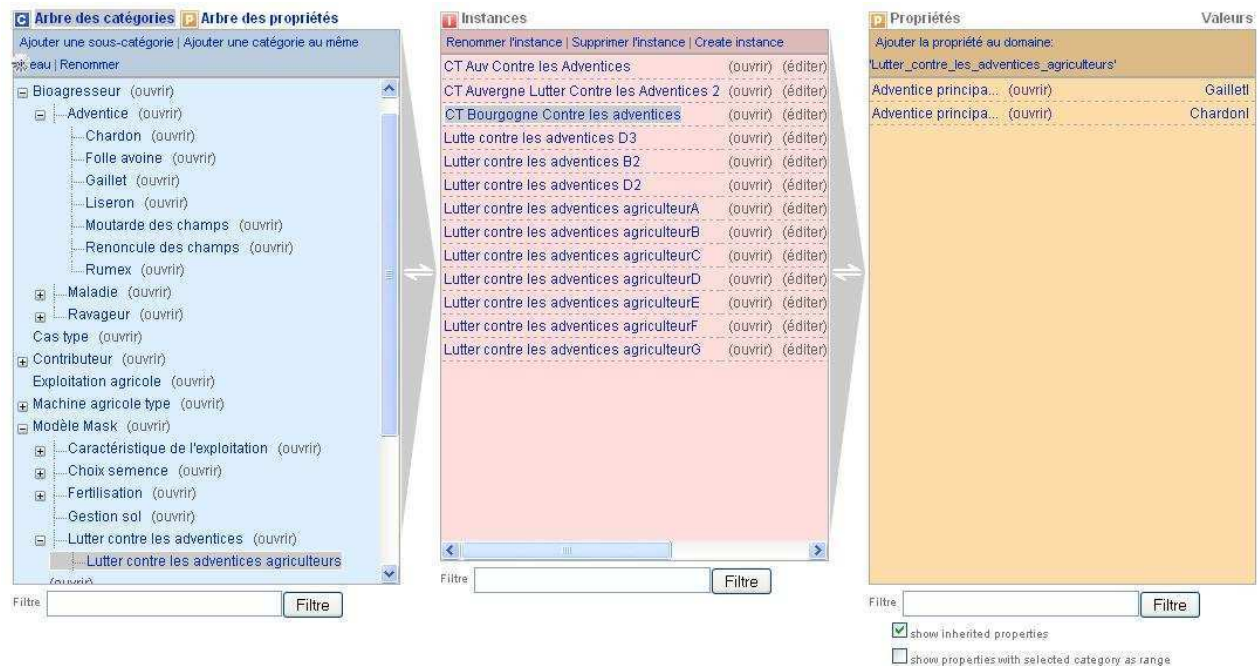 C Arbre des catégories P Arbre des propriétés
Ajouter une sous-catégorie | Ajouter une catégorie au même
eau | Renommer
Bioagresseur (ouvrir)
Adventice (ouvrir)
Chardon (ouvrir)
Folle avoine (ouvrir)
Gaillet (ouvrir)
Liseron (ouvrir)
Moutarde des champs (ouvrir)
Renoncule des champs (ouvrir)
Rumex (ouvrir)
Maladie (ouvrir)
Ravageur (ouvrir)
Cas type (ouvrir)
Contributeur (ouvrir)
Exploitation agricole (ouvrir)
Machine agricole type (ouvrir)
Modèle Mask (ouvrir)
Caractéristique de l'exploitation (ouvrir)
Choix semence (ouvrir)
Fertilisation (ouvrir)
Gestion sol (ouvrir)
Lutter contre les adventices (ouvrir)
Lutter contre les adventices agriculteurs
(ouvrir)
Filtre Filtre
I Instances
Renommer l'instance | Supprimer l'instance | Create instance
CT Auv Contre les Adventices (ouvrir) (éditer)
CT Auvergne Lutter Contre les Adventices 2 (ouvrir) (éditer)
CT Bourgogne Contre les adventices (ouvrir) (éditer)
Lutte contre les adventices D3 (ouvrir) (éditer)
Lutter contre les adventices B2 (ouvrir) (éditer)
Lutter contre les adventices D2 (ouvrir) (éditer)
Lutter contre les adventices agriculteurA (ouvrir) (éditer)
Lutter contre les adventices agriculteurB (ouvrir) (éditer)
Lutter contre les adventices agriculteurC (ouvrir) (éditer)
Lutter contre les adventices agriculteurD (ouvrir) (éditer)
Lutter contre les adventices agriculteurE (ouvrir) (éditer)
Lutter contre les adventices agriculteurF (ouvrir) (éditer)
Lutter contre les adventices agriculteurG (ouvrir) (éditer)
Filtre Filtre
P Propriétés Valeurs
Ajouter la propriété au domaine:
'Lutter_contre_les_adventices_agriculteurs'
Adventice principa... (ouvrir) Gailletl
Adventice principa... (ouvrir) Chardonl
Filtre Filtre
show inherited properties
show properties with selected category as range